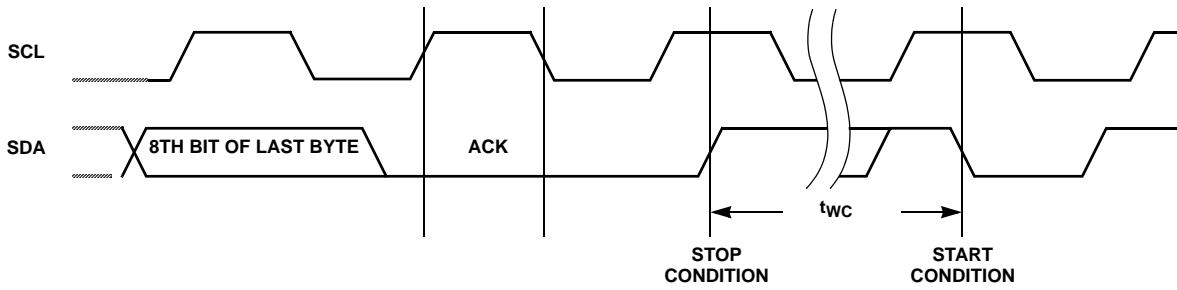 SCL
SDA
8TH BIT OF LAST BYTE
ACK
tWC
STOP
CONDITION
START
CONDITION